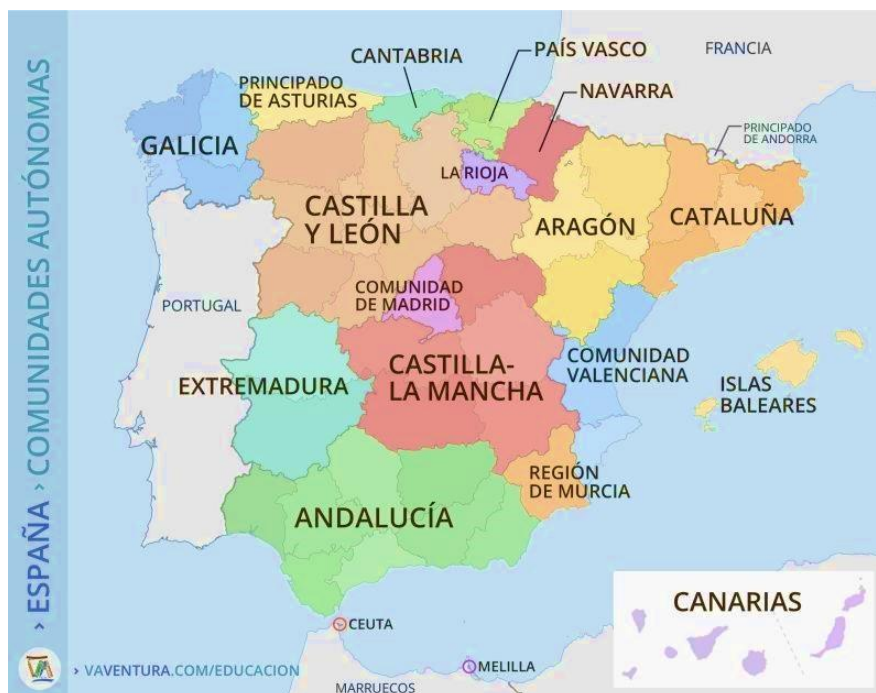 › ESPAÑA › COMUNIDADES AUTÓNOMAS
FRANCIA
PAÍS VASCO
CANTABRIA
PRINCIPADO
DE ASTURIAS
NAVARRA
PRINCIPADO
DE ANDORRA
GALICIA
LA RIOJA
CASTILLA
Y LEÓN
ARAGÓN
CATALUÑA
COMUNIDAD
DE MADRID
PORTUGAL
CASTILLA-
LA MANCHA
COMUNIDAD
VALENCIANA
EXTREMADURA
ISLAS
BALEARES
REGIÓN
DE MURCIA
ANDALUCÍA
CANARIAS
CEUTA
MELILLA
MARRUECOS
› VAVENTURA.COM/EDUCACION